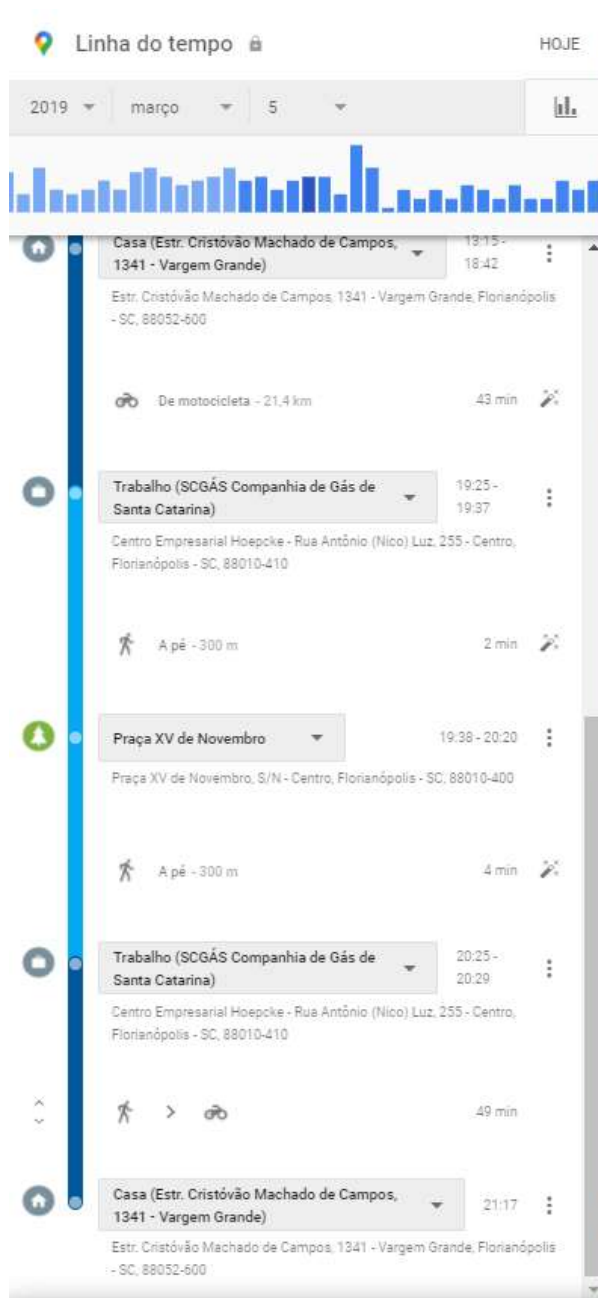 Linha do tempo
HOJE
2019
março
5
Casa (Estr. Cristóvão Machado de Campos,
1341 - Vargem Grande)
13:15 -
18:42
Estr. Cristóvão Machado de Campos, 1341 - Vargem Grande, Florianópolis
- SC, 88052-600
De motocicleta - 21,4 km
43 min
Trabalho (SCGÁS Companhia de Gás de
Santa Catarina)
19:25 -
19:37
Centro Empresarial Hoepcke - Rua Antônio (Nico) Luz, 255 - Centro,
Florianópolis - SC, 88010-410
A pé - 300 m
2 min
Praça XV de Novembro
19:38 - 20:20
Praça XV de Novembro, S/N - Centro, Florianópolis - SC, 88010-400
A pé - 300 m
4 min
Trabalho (SCGÁS Companhia de Gás de
Santa Catarina)
20:25 -
20:29
Centro Empresarial Hoepcke - Rua Antônio (Nico) Luz, 255 - Centro,
Florianópolis - SC, 88010-410
49 min
Casa (Estr. Cristóvão Machado de Campos,
1341 - Vargem Grande)
21:17
Estr. Cristóvão Machado de Campos, 1341 - Vargem Grande, Florianópolis
- SC, 88052-600